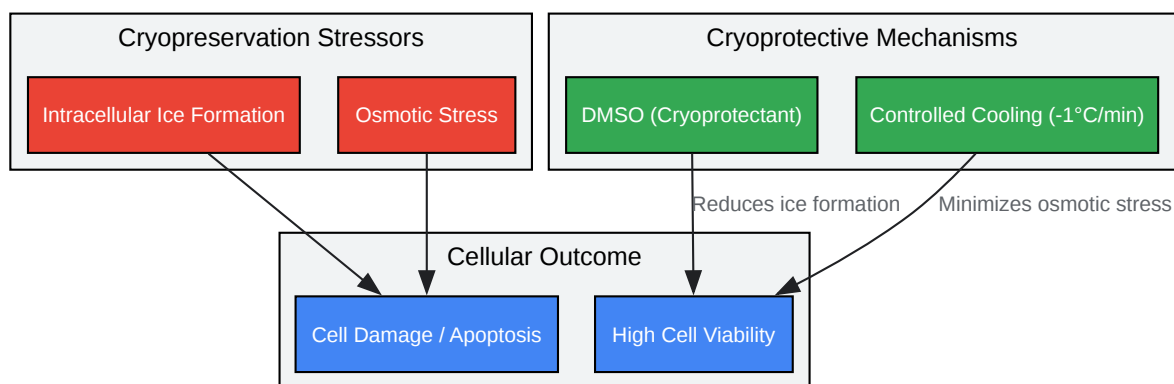 Cryopreservation Stressors
Cryoprotective Mechanisms
Intracellular Ice Formation
Osmotic Stress
DMSO (Cryoprotectant)
Controlled Cooling (-1°C/min)
Reduces ice formation
Minimizes osmotic stress
Cellular Outcome
Cell Damage / Apoptosis
High Cell Viability